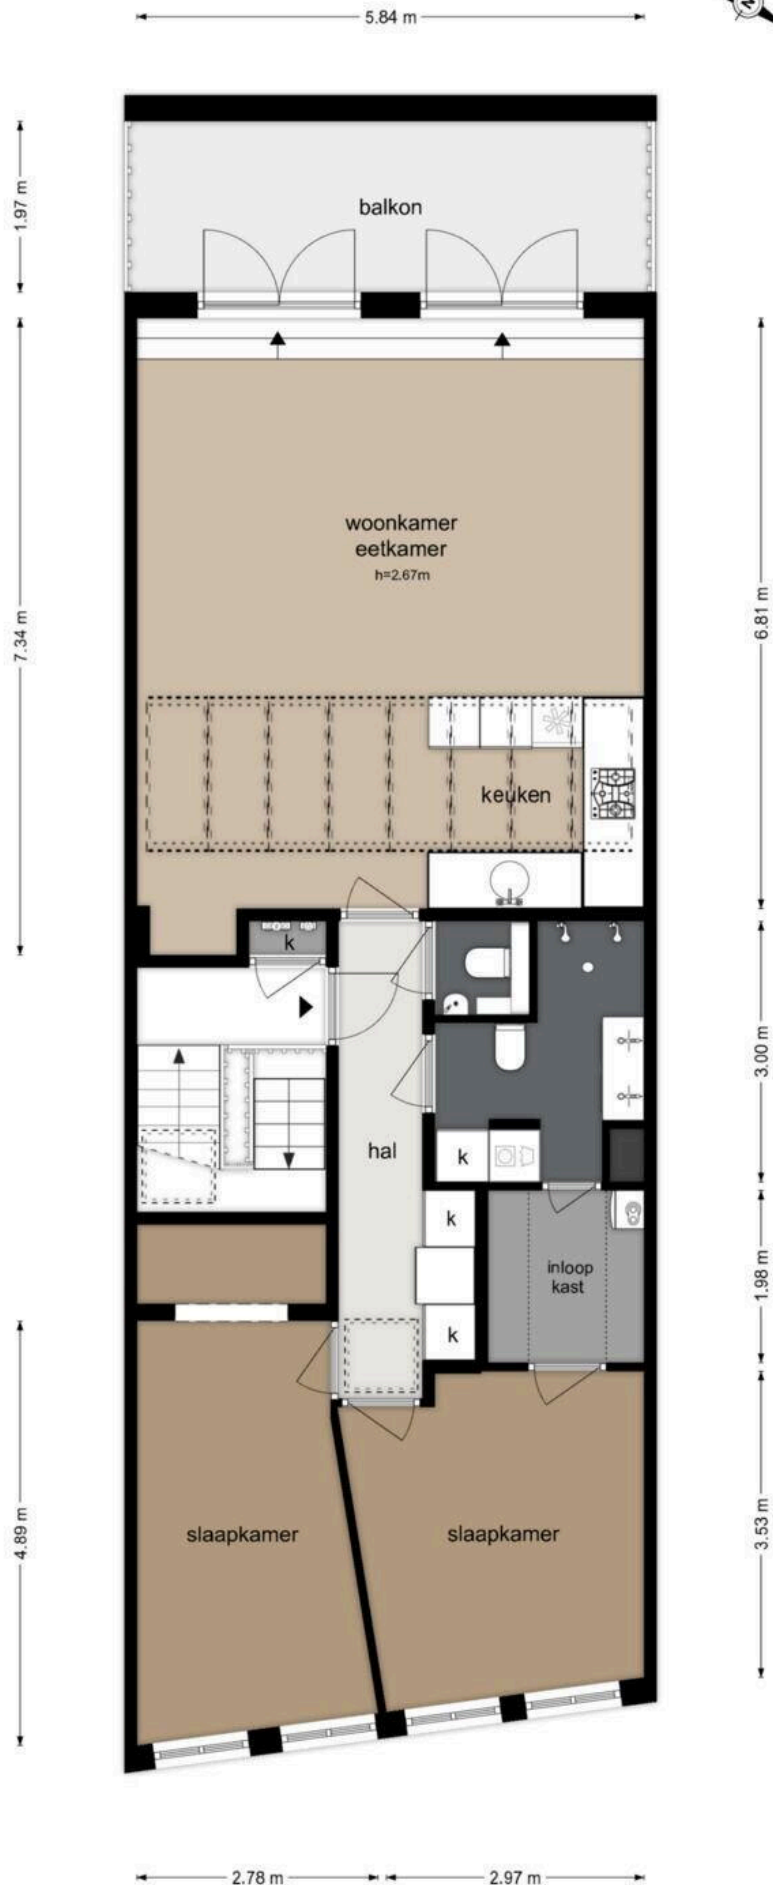 5.84 m
N
1.97 m
balkon
woonkamer
eetkamer
h=2.67m
7.34 m
6.81 m
keuken
k
3.00 m
hal
k
k
inloop
kast
1.98 m
k
4.89 m
slaapkamer
slaapkamer
3.53 m
2.78 m
2.97 m